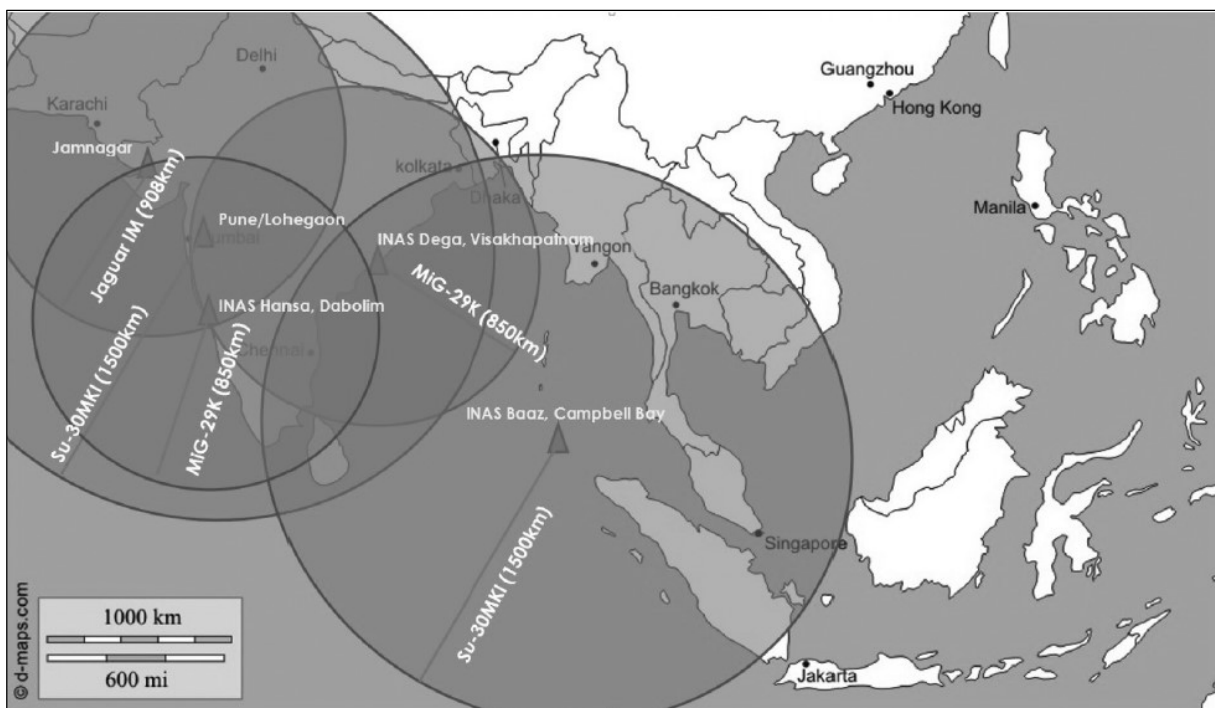 Delhi
Guangzhou
Hong Kong
Karachi
Jamnagar
kolkata
Dhaka
Jaguar IM (908km)
Pune/Lohegaon
Mumbai
Manila
INAS Dega, Visakhapatnam
Yangon
MiG-29K (850km)
Bangkok
INAS Hansa, Dabolim
Chennai
Su-30MKI (1500km)
MiG-29K (850km)
INAS Baaz, Campbell Bay
Singapore
Su-30MKI (1500km)
1000 km
600 mi
Jakarta
© d-maps.com